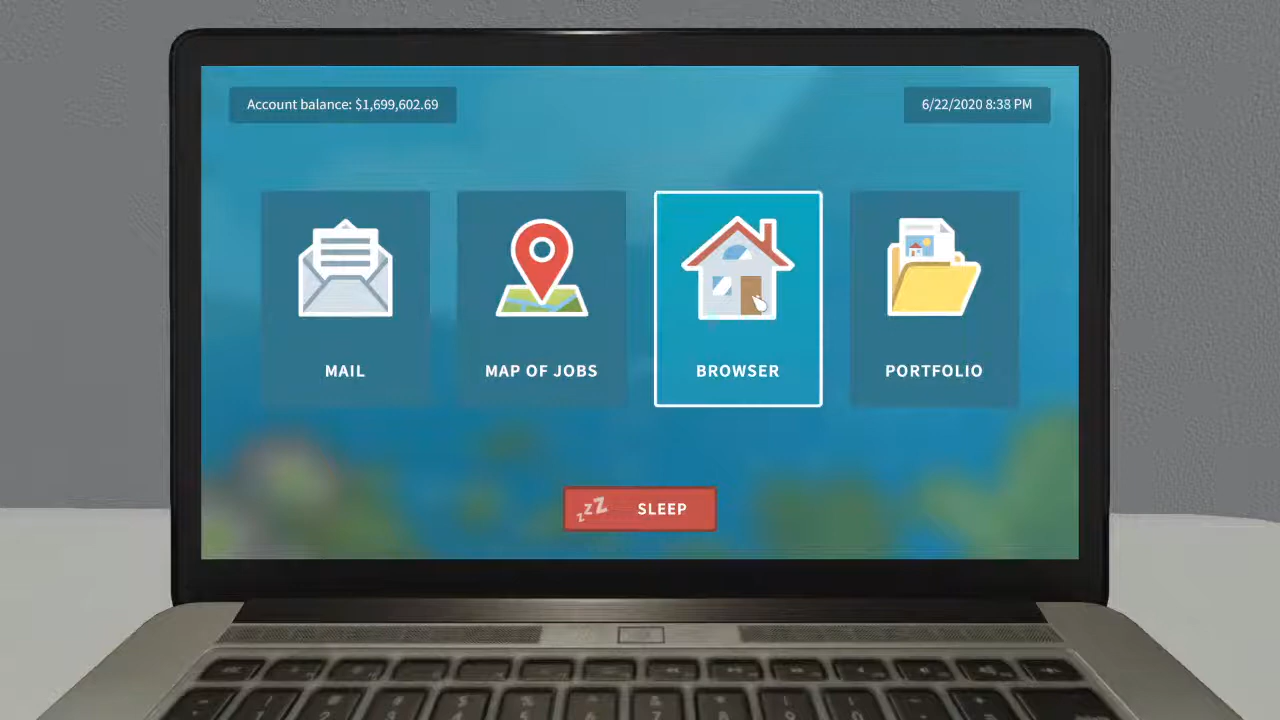 Account balance: $1,699,602.69
6/22/2020 8:38 PM
MAIL
MAP OF JOBS
BROWSER
PORTFOLIO
zZZ
SLEEP